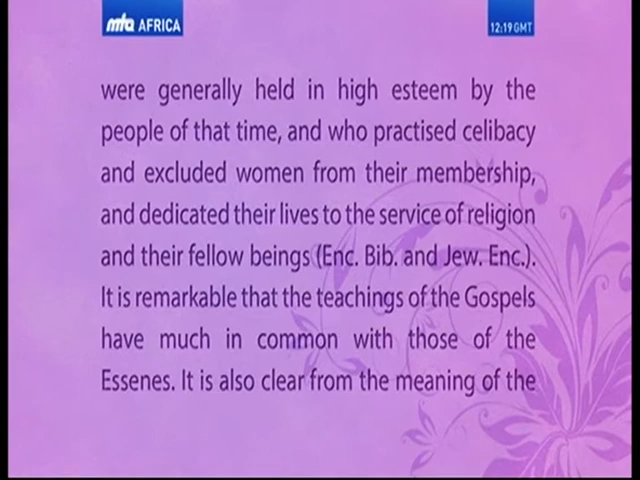 mta AFRICA
12:19 GMT
were generally held in high esteem by the
people of that time, and who practised celibacy
and excluded women from their membership,
and dedicated their lives to the service of religion
and their fellow beings (Enc. Bib. and Jew. Enc.).
It is remarkable that the teachings of the Gospels
have much in common with those of the
Essenes. It is also clear from the meaning of the